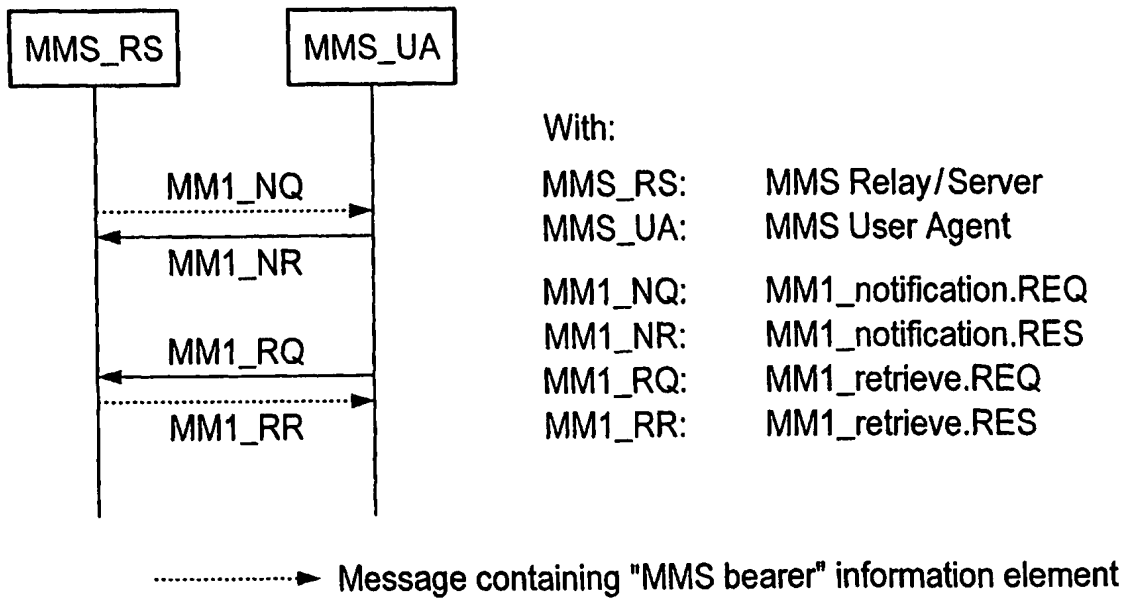 MMS_RS
MMS_UA
MM1_NQ
MM1_NR
MM1_RQ
MM1_RR
With:
MMS_RS: MMS Relay/Server
MMS_UA: MMS User Agent
MM1_NQ: MM1_notification.REQ
MM1_NR: MM1_notification.RES
MM1_RQ: MM1_retrieve.REQ
MM1_RR: MM1_retrieve.RES
Message containing "MMS bearer" information element